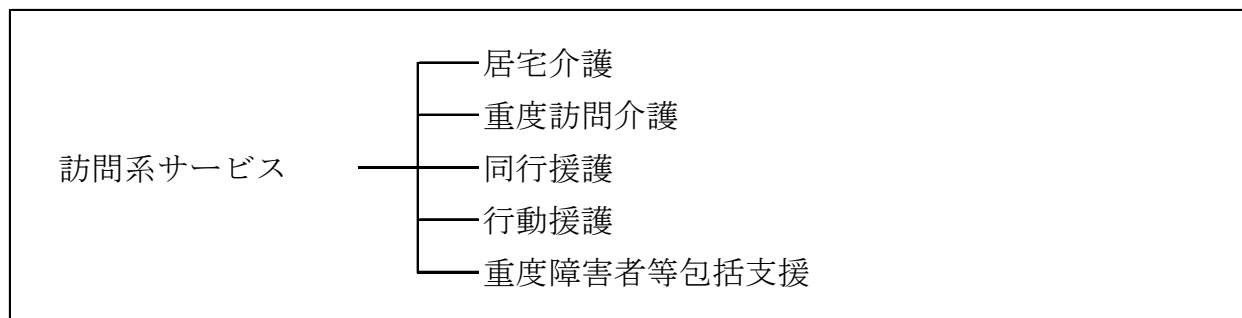 居宅介護
重度訪問介護
訪問系サービス
同行援護
行動援護
重度障害者等包括支援